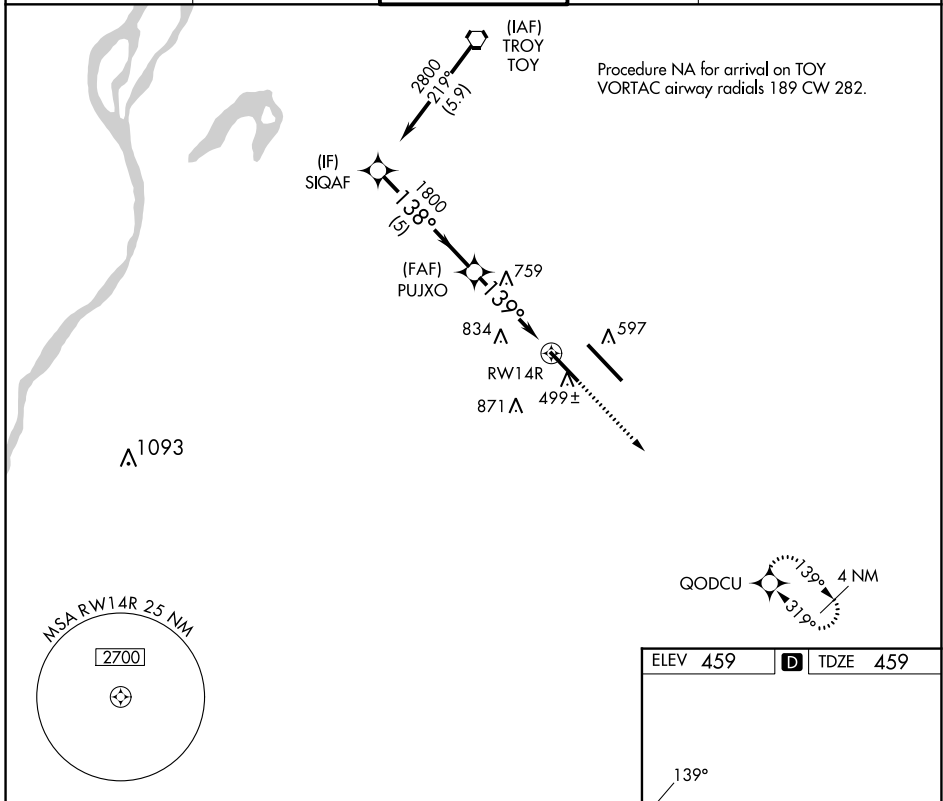 (IAF)
TROY
TOY
Procedure NA for arrival on TOY
VORTAC airway radials 189 CW 282.
2800
219°
(5.9)
(IF)
SIQAF
1800
138°
(5)
(FAF)
PUJXO
759
139°
834
597
RW14R
499±
871
1093
QODCU
139°
4 NM
319°
MSA RW14R 25 NM
2700
ELEV 459
D
TDZE 459
139°